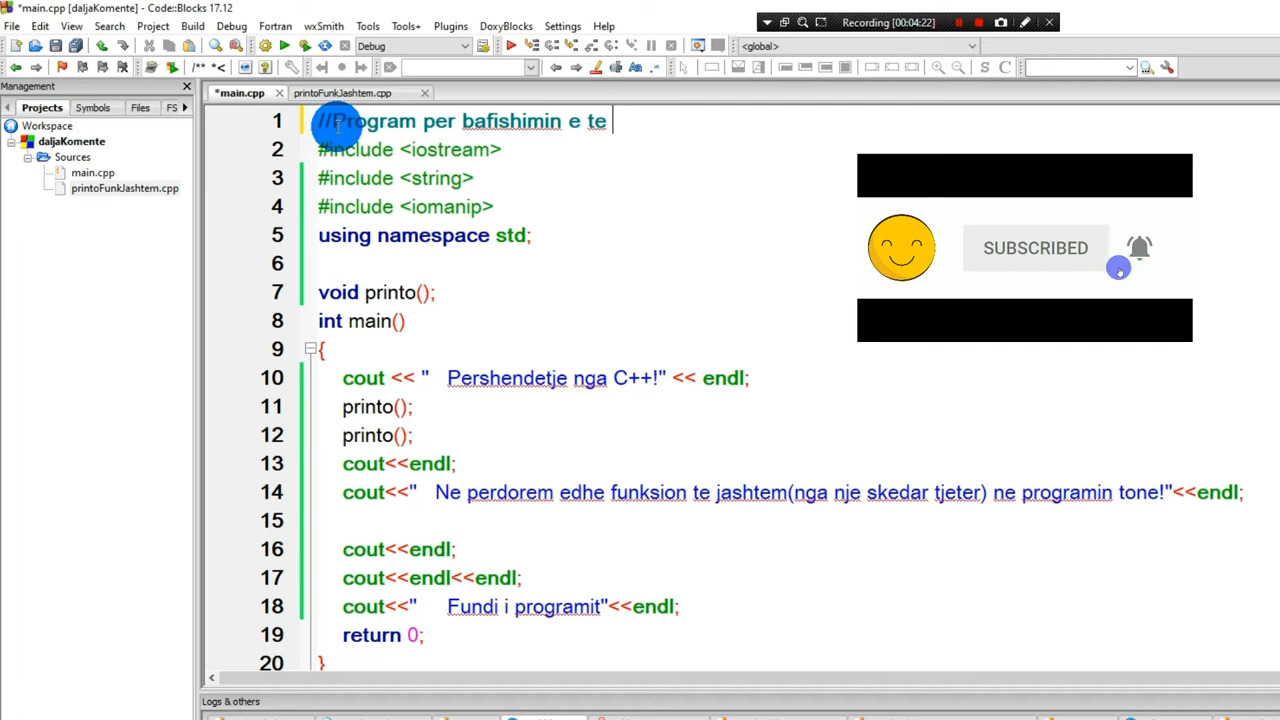 *main.cpp [daljaKomente] - Code::Blocks 17.12
File Edit View Search Project Build Debug Fortran wxSmith Tools Tools+ Plugins DoxyBlocks Settings Help
Recording [00:04:22]
Debug
<global>
/** *<
Management
Projects Symbols Files FS
*main.cpp printoFunkJashtem.cpp
Workspace
daljaKomente
Sources
main.cpp
printoFunkJashtem.cpp
1 //Program per bafishimin e te
2 #include <iostream>
3 #include <string>
4 #include <iomanip>
5 using namespace std;
6
7 void printo();
8 int main()
9 {
10 cout << "   Pershendetje nga C++!" << endl;
11 printo();
12 printo();
13 cout<<endl;
14 cout<<"   Ne perdorem edhe funksion te jashtem(nga nje skedar tjeter) ne programin tone!"<<endl;
15
16 cout<<endl;
17 cout<<endl<<endl;
18 cout<<"    Fundi i programit"<<endl;
19 return 0;
20 }
SUBSCRIBED
Logs & others